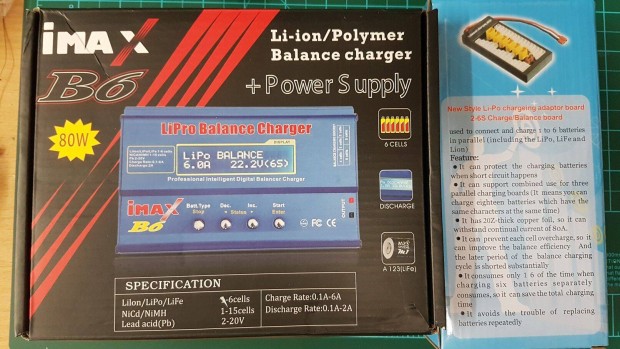 iMAX
B6
80W
Li-ion/Polymer
Balance charger
+Power Supply
6 CELLS
DISCHARGE
A 123(LiFe)
LiPro Balance Charger
DISPLAY
LiPo BALANCE
6.0A 22.2V(6S)
Professional Intelligent Digital Balancer Charger
iMAX
B6
Batt.Type
Stop
Dec.
Inc.
◂ Status ▸
Start
Enter
OUTPUT
CE
SPECIFICATION
LiIon/LiPo/LiFe 1-6cells
NiCd/NiMH 1-15cells
Lead acid(Pb) 2-20V
Charge Rate:0.1A-6A
Discharge Rate:0.1A-2A
New Style Li-Po chargeing adaptor board
2-6S Charge/Balance board
used to connect and charge 1 to 6 batteries
in parallel (including the LiPo, LiFe and
Lion)
Feature:
● It can protect the charging batteries
when short circuit happens
● It can support combined use for three
parallel charging boards (It means you can
charge eighteen batteries which have the
same characters at the same time)
● It has 2OZ-thick copper foil, so it can
withstand continual current of 80A.
● It can prevent each cell overcharge, so it
can improve the balance efficiency And
the later period of the balance charging
cycle is shorted substantially
● It consumes only 1 6 of the time when
charging six batteries separately
consumes, so it can save the total charging
time
● It avoids the trouble of replacing
batteries repeatedly